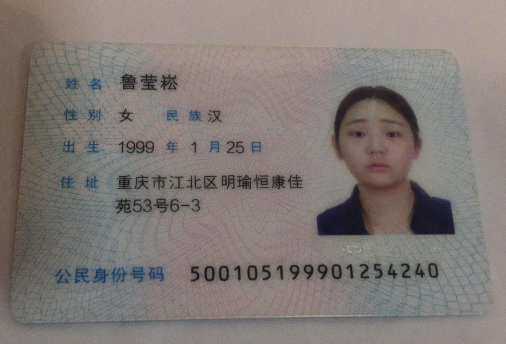 姓名 鲁莹崧
性别 女 民族 汉
出生 1999 年 1 月 25 日
住址 重庆市江北区明瑜恒康佳
苑53号6-3
公民身份号码 500105199901254240